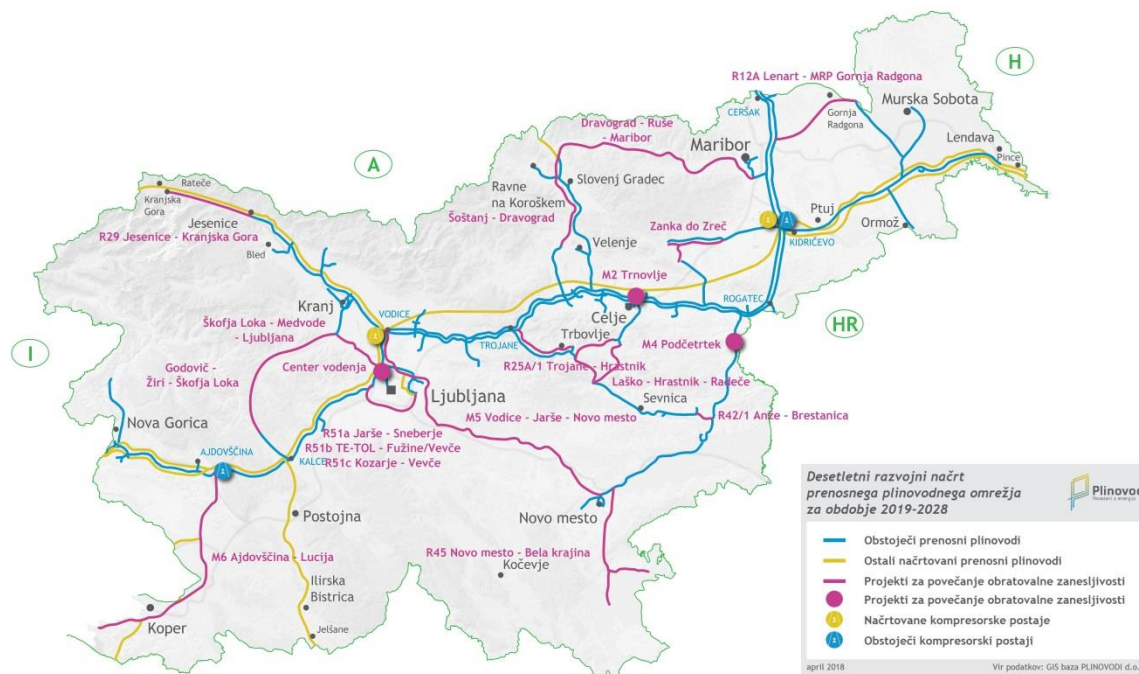 H
R12A Lenart - MRP Gornja Radgona
CERŠAK
Gornja
Radgona
Murska Sobota
Dravograd - Ruše
- Maribor
Maribor
Lendava
Pince
A
Rateče
Kranjska
Gora
Ravne
na Koroškem
Slovenj Gradec
Šoštanj - Dravograd
Jesenice
R29 Jesenice - Kranjska Gora
Bled
Velenje
Zanka do Zreč
Ptuj
KIDRIČEVO
Ormož
M2 Trnovlje
Kranj
VODICE
ROGATEC
Celje
HR
Škofja Loka - Medvode
- Ljubljana
TROJANE
Trbovlje
M4 Podčetrtek
I
Godovič -
Žiri - Škofja Loka
Center vodenja
R25A/1 Trojane - Hrastnik
Laško - Hrastnik - Radeče
Ljubljana
Sevnica
M5 Vodice - Jarše - Novo mesto
R42/1 Anže - Brestanica
Nova Gorica
R51a Jarše - Sneberje
R51b TE-TOL - Fužine/Vevče
R51c Kozarje - Vevče
AJDOVŠČINA
KALCE
Postojna
Novo mesto
M6 Ajdovščina - Lucija
R45 Novo mesto - Bela krajina
Kočevje
Ilirska
Bistrica
Koper
Jelšane
Desetletni razvojni načrt
prenosnega plinovodnega omrežja
za obdobje 2019-2028
Plinovodi
Povezani z energijo
Obstoječi prenosni plinovodi
Ostali načrtovani prenosni plinovodi
Projekti za povečanje obratovalne zanesljivosti
Projekti za povečanje obratovalne zanesljivosti
Načrtovane kompresorske postaje
Obstoječi kompresorski postaji
april 2018
Vir podatkov: GIS baza PLINOVODI d.o.